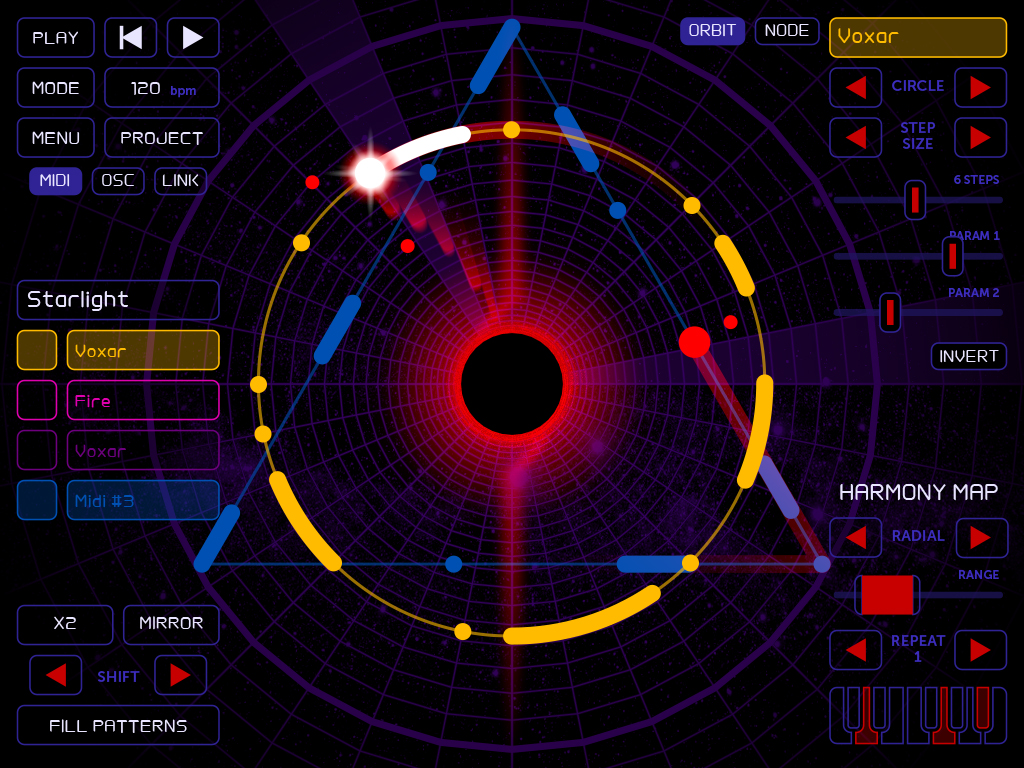 PLAY
ORBIT
NODE
Voxar
MODE
120 bpm
CIRCLE
MENU
PROJECT
STEP
SIZE
MIDI
OSC
LINK
6 STEPS
PARAM 1
Starlight
PARAM 2
Voxar
INVERT
Fire
Voxar
Midi #3
HARMONY MAP
RADIAL
RANGE
X2
MIRROR
REPEAT
1
SHIFT
FILL PATTERNS